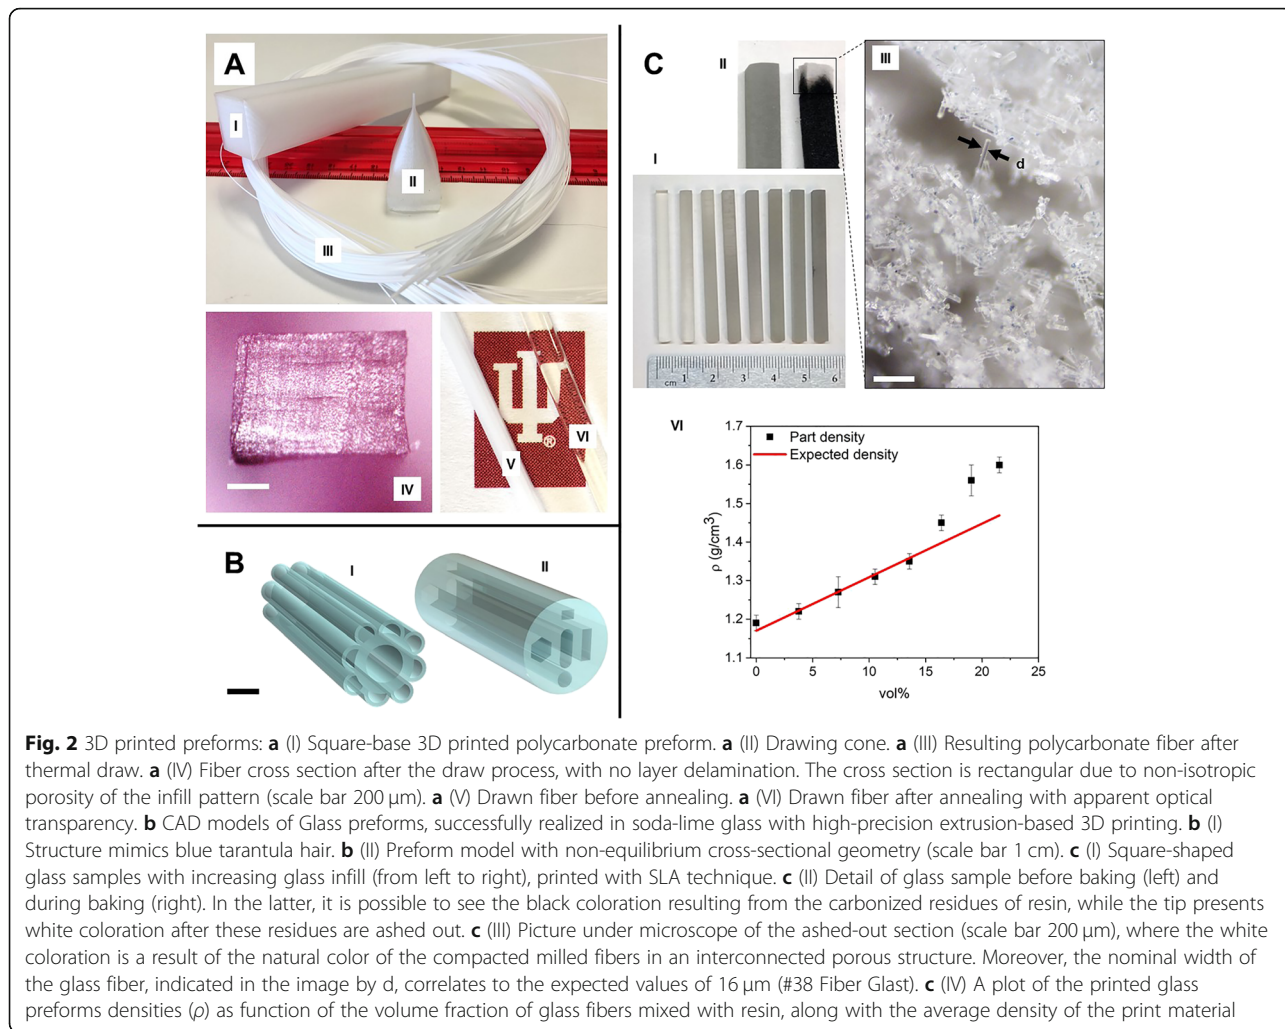 A
I
II
III
IV
V
VI
®
B
I
II
C
I
II
III
d
cm 1 2 3 4 5 6
VI
Part density
Expected density
1.7
1.6
1.5
1.4
1.3
1.2
1.1
ρ (g/cm³)
0 5 10 15 20 25
vol%
Fig. 2 3D printed preforms: a (I) Square-base 3D printed polycarbonate preform. a (II) Drawing cone. a (III) Resulting polycarbonate fiber after
thermal draw. a (IV) Fiber cross section after the draw process, with no layer delamination. The cross section is rectangular due to non-isotropic
porosity of the infill pattern (scale bar 200 μm). a (V) Drawn fiber before annealing. a (VI) Drawn fiber after annealing with apparent optical
transparency. b CAD models of Glass preforms, successfully realized in soda-lime glass with high-precision extrusion-based 3D printing. b (I)
Structure mimics blue tarantula hair. b (II) Preform model with non-equilibrium cross-sectional geometry (scale bar 1 cm). c (I) Square-shaped
glass samples with increasing glass infill (from left to right), printed with SLA technique. c (II) Detail of glass sample before baking (left) and
during baking (right). In the latter, it is possible to see the black coloration resulting from the carbonized residues of resin, while the tip presents
white coloration after these residues are ashed out. c (III) Picture under microscope of the ashed-out section (scale bar 200 μm), where the white
coloration is a result of the natural color of the compacted milled fibers in an interconnected porous structure. Moreover, the nominal width of
the glass fiber, indicated in the image by d, correlates to the expected values of 16 μm (#38 Fiber Glast). c (IV) A plot of the printed glass
preforms densities (ρ) as function of the volume fraction of glass fibers mixed with resin, along with the average density of the print material